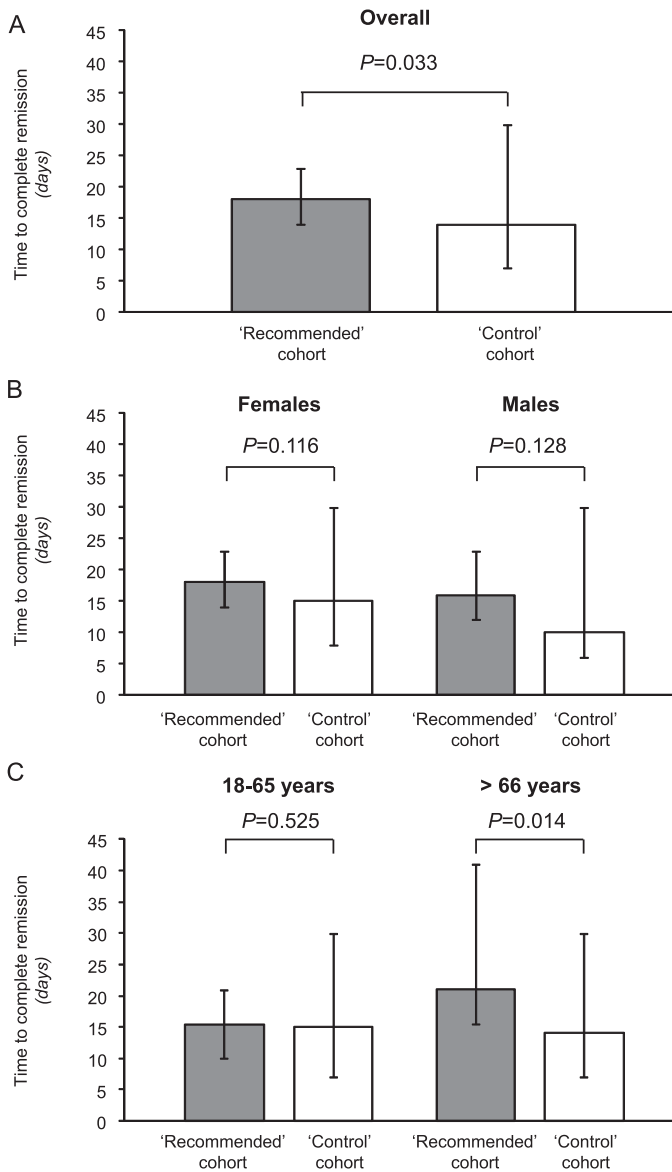 A
Overall
P=0.033
45
40
35
30
25
20
15
10
5
0
Time to complete remission
(days)
‘Recommended’
cohort
‘Control’
cohort
B
Females
Males
P=0.116
P=0.128
45
40
35
30
25
20
15
10
5
0
Time to complete remission
(days)
‘Recommended’
cohort
‘Control’
cohort
‘Recommended’
cohort
‘Control’
cohort
C
18-65 years
> 66 years
P=0.525
P=0.014
45
40
35
30
25
20
15
10
5
0
Time to complete remission
(days)
‘Recommended’
cohort
‘Control’
cohort
‘Recommended’
cohort
‘Control’
cohort